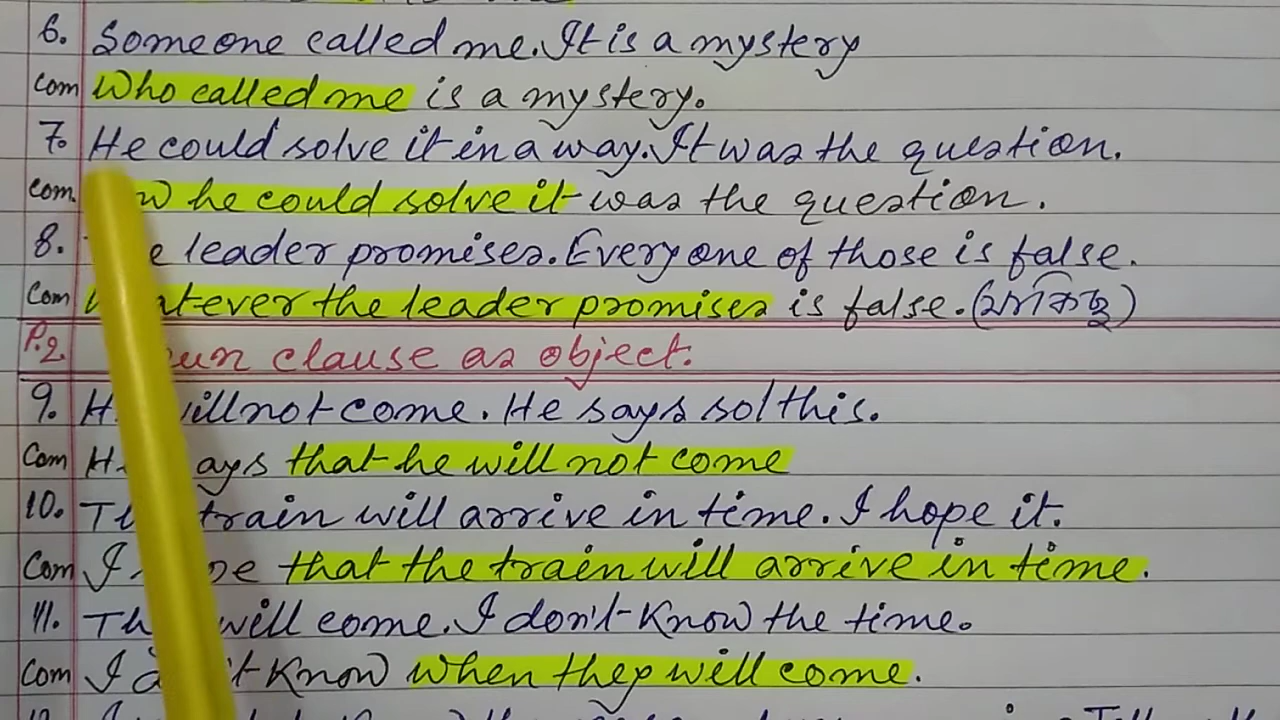 6. Someone called me. It is a mystery
Com Who called me is a mystery.
7. He could solve it in a way. It was the question.
Com. w he could solve it was the question.
8. e leader promises. Everyone of those is false.
Com atever the leader promises is false. (যাকিছু)
P.2. un clause as object.
9. H ill not come. He says so/this.
Com H ays that he will not come
10. T train will arrive in time. I hope it.
Com I pe that the train will arrive in time.
11. Th will come. I don't know the time.
Com I d 't know when they will come.